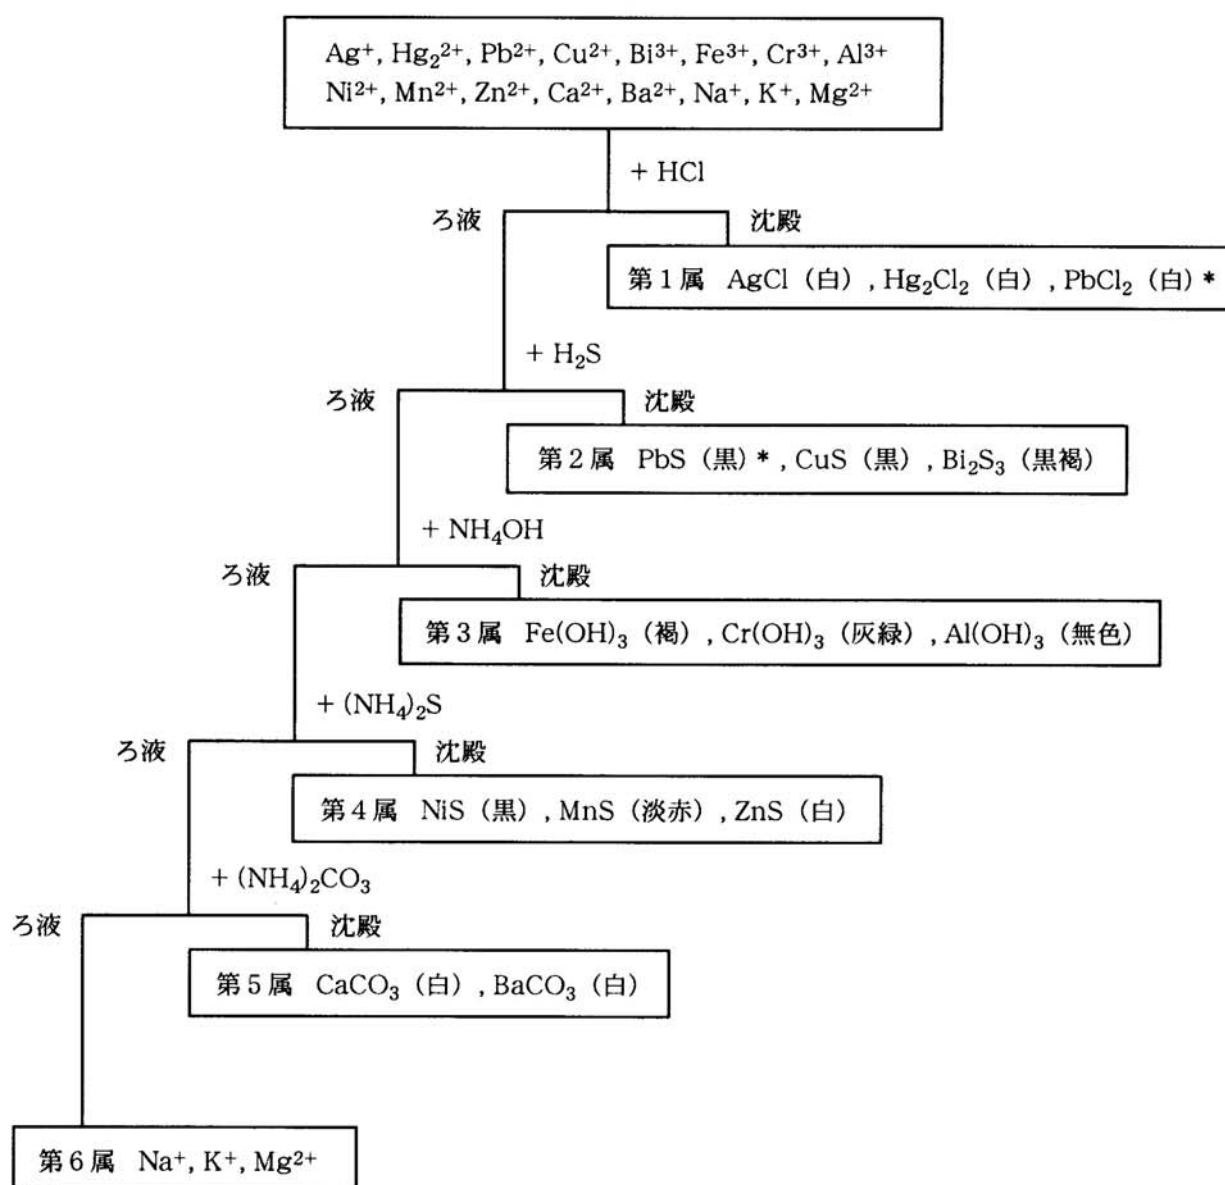 Ag⁺, Hg₂²⁺, Pb²⁺, Cu²⁺, Bi³⁺, Fe³⁺, Cr³⁺, Al³⁺
Ni²⁺, Mn²⁺, Zn²⁺, Ca²⁺, Ba²⁺, Na⁺, K⁺, Mg²⁺
+ HCl
ろ液
沈殿
第1属 AgCl（白）, Hg₂Cl₂（白）, PbCl₂（白）*
+ H₂S
ろ液
沈殿
第2属 PbS（黒）*, CuS（黒）, Bi₂S₃（黒褐）
+ NH₄OH
ろ液
沈殿
第3属 Fe(OH)₃（褐）, Cr(OH)₃（灰緑）, Al(OH)₃（無色）
+ (NH₄)₂S
ろ液
沈殿
第4属 NiS（黒）, MnS（淡赤）, ZnS（白）
+ (NH₄)₂CO₃
ろ液
沈殿
第5属 CaCO₃（白）, BaCO₃（白）
第6属 Na⁺, K⁺, Mg²⁺